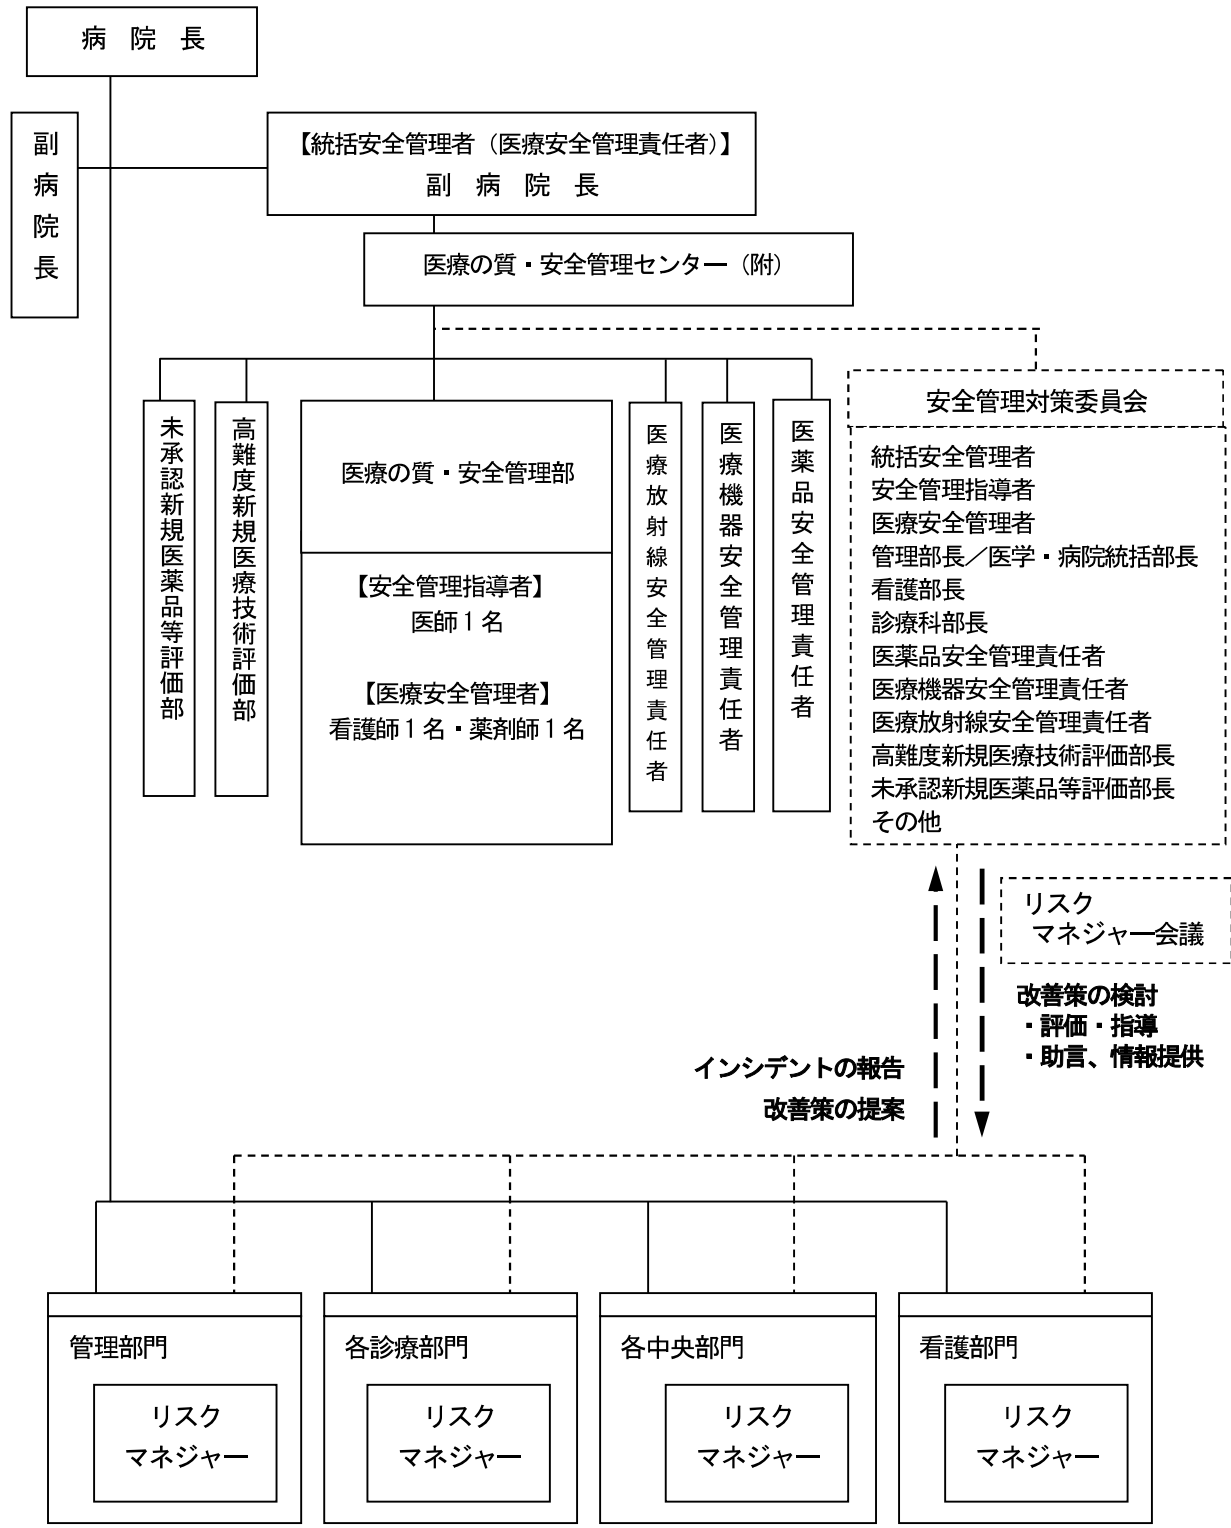 病　院　長
副病院長
【統括安全管理者（医療安全管理責任者）】
副　病　院　長
医療の質・安全管理センター（附）
未承認新規医薬品等評価部
高難度新規医療技術評価部
医療の質・安全管理部
【安全管理指導者】
医師１名
【医療安全管理者】
看護師１名・薬剤師１名
医療放射線安全管理責任者
医療機器安全管理責任者
医薬品安全管理責任者
安全管理対策委員会
統括安全管理者
安全管理指導者
医療安全管理者
管理部長／医学・病院統括部長
看護部長
診療科部長
医薬品安全管理責任者
医療機器安全管理責任者
医療放射線安全管理責任者
高難度新規医療技術評価部長
未承認新規医薬品等評価部長
その他
リスク
マネジャー会議
改善策の検討
・評価・指導
・助言、情報提供
インシデントの報告
改善策の提案
管理部門
リスク
マネジャー
各診療部門
リスク
マネジャー
各中央部門
リスク
マネジャー
看護部門
リスク
マネジャー